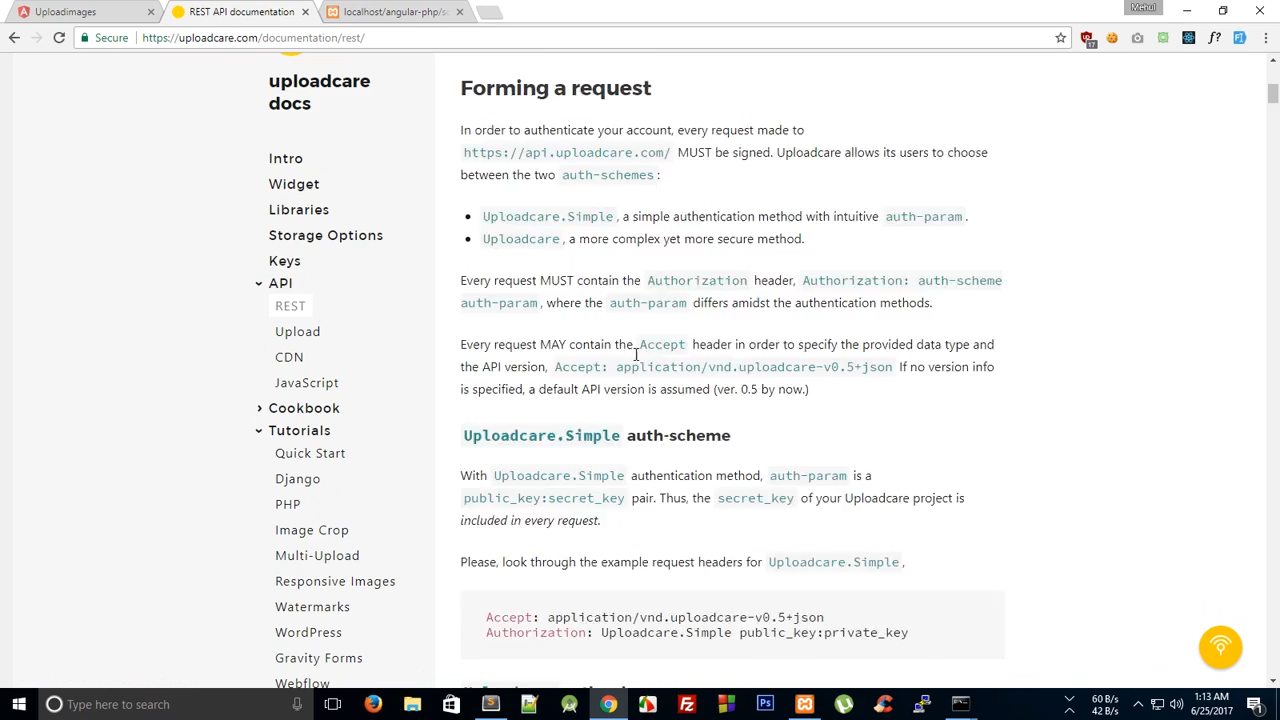 Uploadimages
REST API documentation
localhost/angular-php/s
Mehul
Secure
https://uploadcare.com/documentation/rest/
17
uploadcare
docs
Intro
Widget
Libraries
Storage Options
Keys
API
REST
Upload
CDN
JavaScript
Cookbook
Tutorials
Quick Start
Django
PHP
Image Crop
Multi-Upload
Responsive Images
Watermarks
WordPress
Gravity Forms
Webflow
Forming a request
In order to authenticate your account, every request made to
https://api.uploadcare.com/ MUST be signed. Uploadcare allows its users to choose
between the two auth-schemes:
Uploadcare.Simple, a simple authentication method with intuitive auth-param.
Uploadcare, a more complex yet more secure method.
Every request MUST contain the Authorization header, Authorization: auth-scheme
auth-param, where the auth-param differs amidst the authentication methods.
Every request MAY contain the Accept header in order to specify the provided data type and
the API version, Accept: application/vnd.uploadcare-v0.5+json If no version info
is specified, a default API version is assumed (ver. 0.5 by now.)
Uploadcare.Simple auth-scheme
With Uploadcare.Simple authentication method, auth-param is a
public_key:secret_key pair. Thus, the secret_key of your Uploadcare project is
included in every request.
Please, look through the example request headers for Uploadcare.Simple,
Accept: application/vnd.uploadcare-v0.5+json
Authorization: Uploadcare.Simple public_key:private_key
Type here to search
60 B/s
42 B/s
1:13 AM
6/25/2017